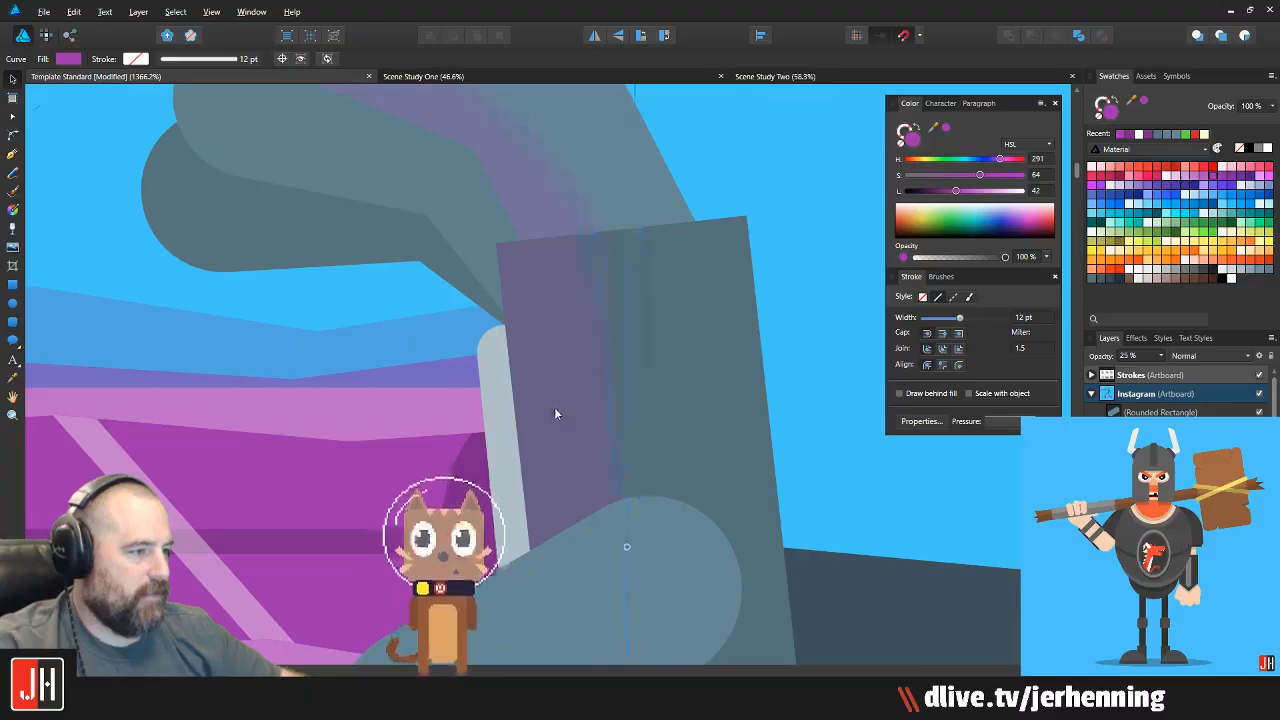 File Edit Text Layer Select View Window Help
Curve Fill: Stroke: 12 pt
Template Standard [Modified] (1366.2%) Scene Study One (46.6%) Scene Study Two (58.3%)
Color Character Paragraph
HSL
H: 291
S: 64
L: 42
Opacity
100 %
Stroke Brushes
Style:
Width: 12 pt
Cap: Miter:
Join: 1.5
Align:
Draw behind fill Scale with object
Properties... Pressure:
Swatches Assets Symbols
Opacity: 100 %
Recent:
Material
Layers Effects Styles Text Styles
Opacity: 25 % Normal
Strokes (Artboard)
Instagram (Artboard)
(Rounded Rectangle)
JH
JH
dlive.tv/jerhenning